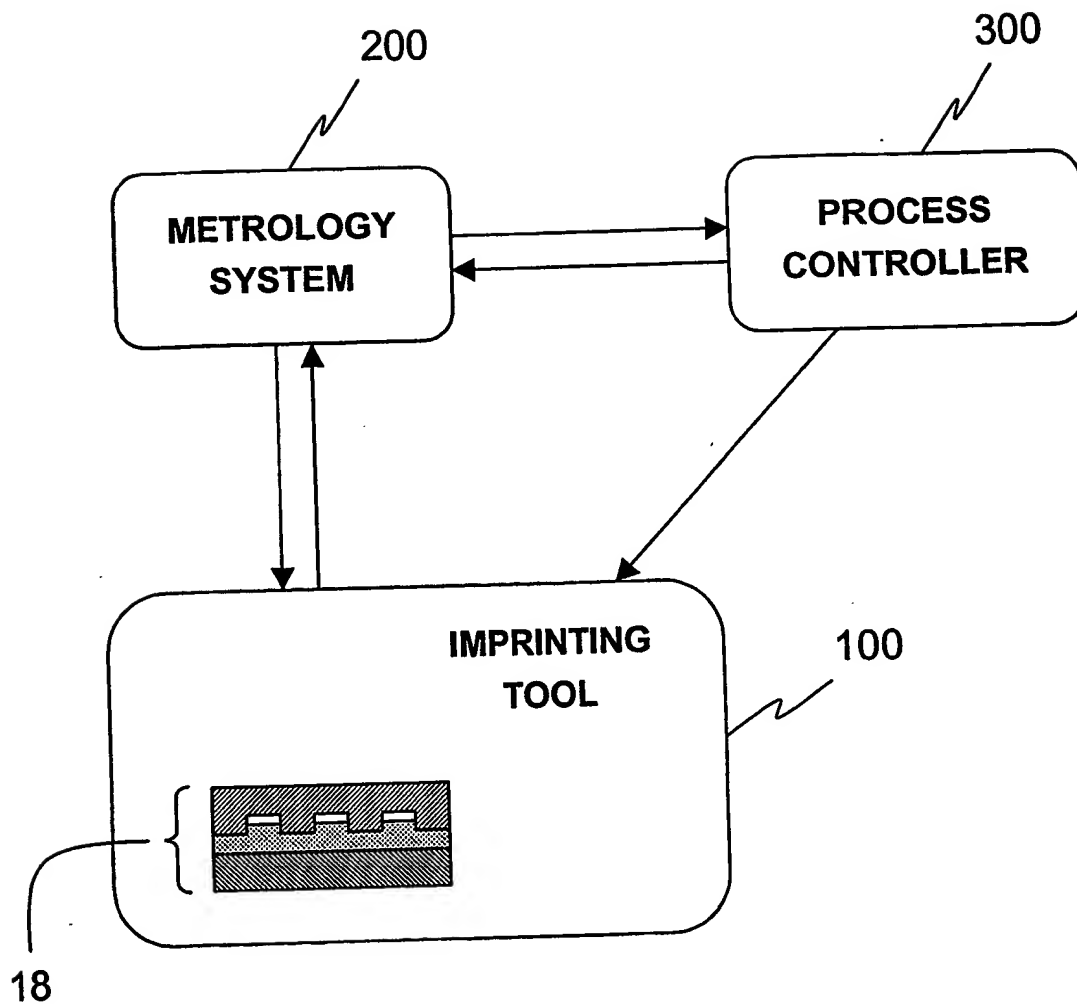 200
300
METROLOGY
SYSTEM
PROCESS
CONTROLLER
IMPRINTING
TOOL
100
18